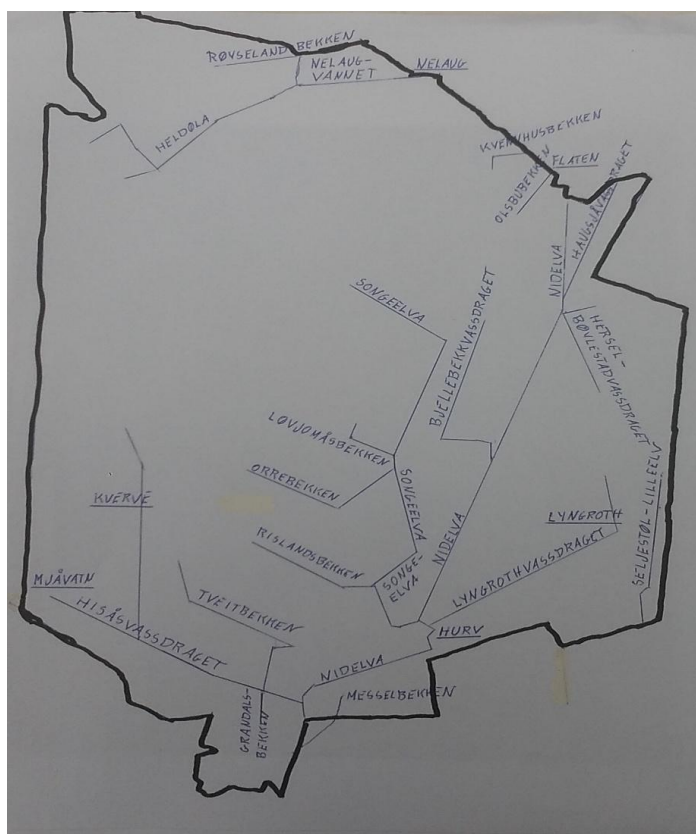 RØYSELANDBEKKEN
NELAUG-
VANNET
NELAUG
HELDØLA
KVERNHUSBEKKEN
FLATEN
OLSBUBEKKEN
HAUGSJÅVASSDRAGET
NIDELVA
SONGEELVA
BJELLEBEKKVASSDRAGET
HERSEL-
BØVLESTADVASSDRAGET
LØVJOMÅSBEKKEN
ORREBEKKEN
SONGEELVA
KVERVE
NIDELVA
LYNGROTH
SELJESTØL-LILLEELV
RISLANDSBEKKEN
SONGE-
ELVA
LYNGROTHVASSDRAGET
MJÅVATN
HISÅSVASSDRAGET
TVEITBEKKEN
HURV
NIDELVA
MESSELBEKKEN
GRANDALS-
BEKKEN